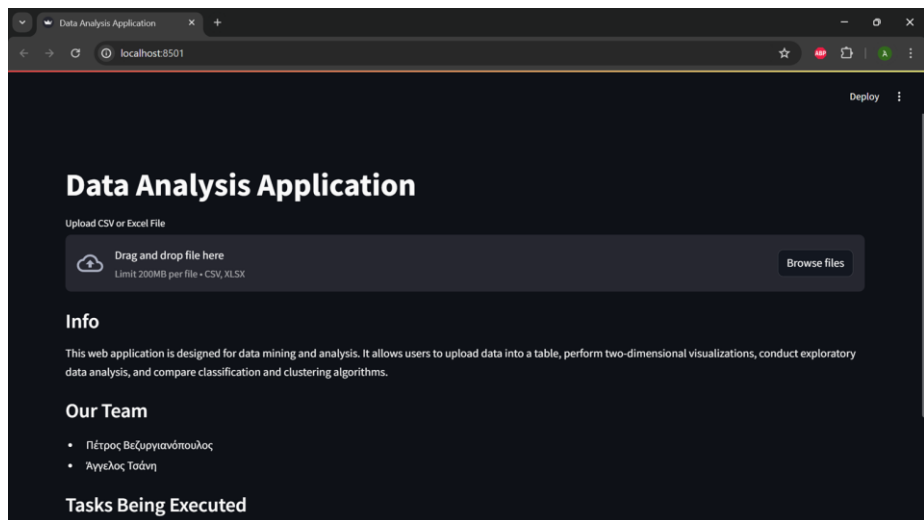 Data Analysis Application
localhost:8501
ABP
A
Deploy
Data Analysis Application
Upload CSV or Excel File
Drag and drop file here
Limit 200MB per file • CSV, XLSX
Browse files
Info
This web application is designed for data mining and analysis. It allows users to upload data into a table, perform two-dimensional visualizations, conduct exploratory
data analysis, and compare classification and clustering algorithms.
Our Team
• Πέτρος Βεζυργιανόπουλος
• Άγγελος Τσάνη
Tasks Being Executed